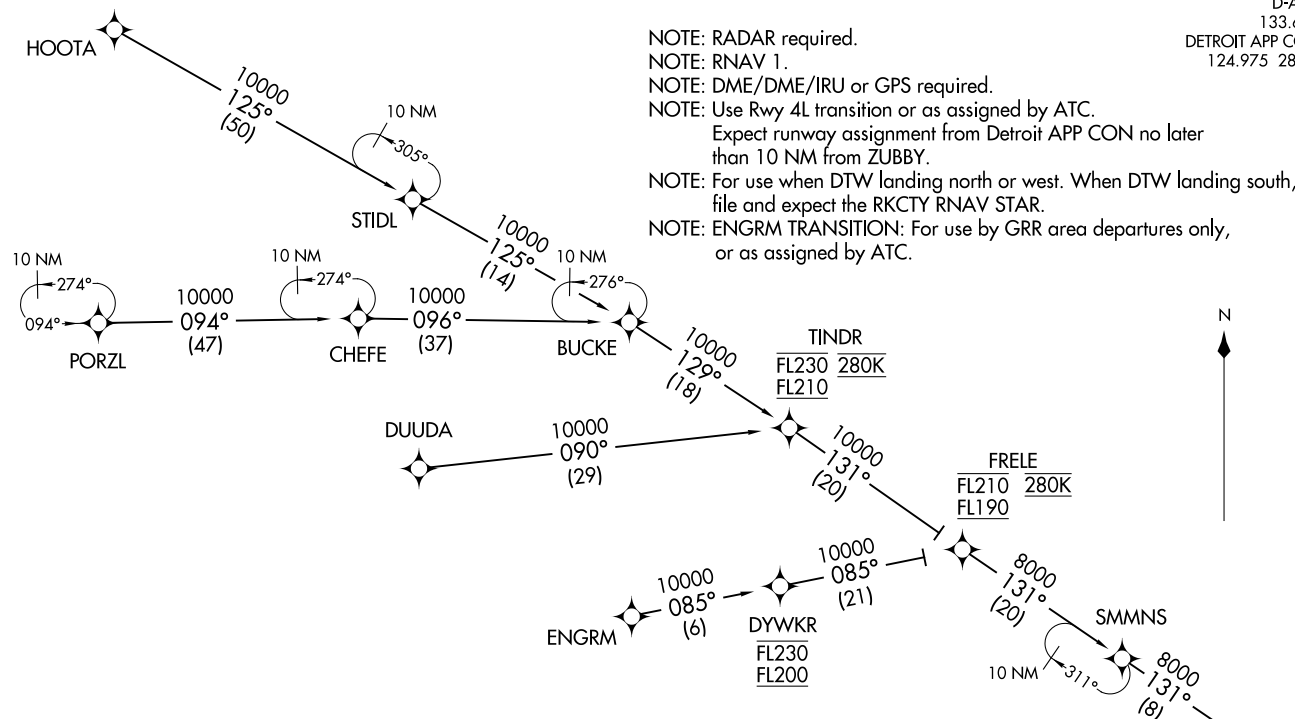 D-A
133.
DETROIT APP CO
124.975 28
NOTE: RADAR required.
NOTE: RNAV 1.
NOTE: DME/DME/IRU or GPS required.
NOTE: Use Rwy 4L transition or as assigned by ATC.
Expect runway assignment from Detroit APP CON no later
than 10 NM from ZUBBY.
NOTE: For use when DTW landing north or west. When DTW landing south,
file and expect the RKCTY RNAV STAR.
NOTE: ENGRM TRANSITION: For use by GRR area departures only,
or as assigned by ATC.
HOOTA
10000
125°
(50)
10 NM
305°
STIDL
10000
125°
(14)
10 NM
274°
094°
PORZL
10000
094°
(47)
10 NM
274°
CHEFE
10000
096°
(37)
10 NM
276°
BUCKE
10000
129°
(18)
TINDR
FL230 280K
FL210
DUUDA
10000
090°
(29)
10000
131°
(20)
FRELE
FL210 280K
FL190
N
ENGRM
10000
085°
(6)
DYWKR
FL230
FL200
10000
085°
(21)
8000
131°
(20)
SMMNS
10 NM
311°
8000
131°
(8)